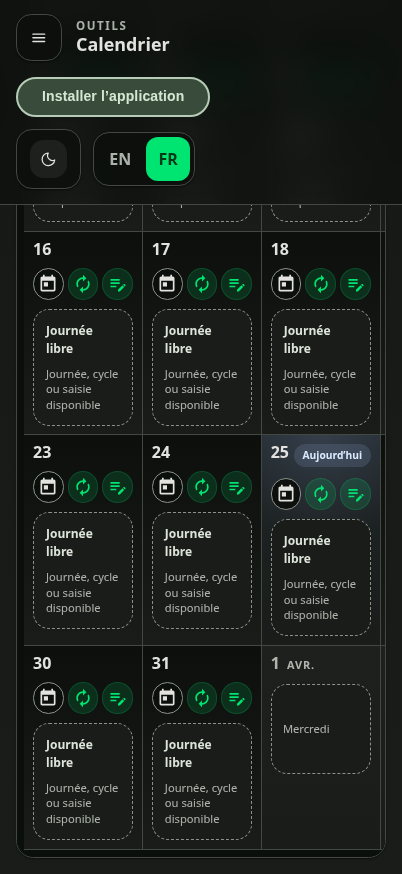 OUTILS
Calendrier
Installer l’application
EN FR
16 17 18
Journée Journée Journée
libre libre libre
Journée, cycle Journée, cycle Journée, cycle
ou saisie ou saisie ou saisie
disponible disponible disponible
23 24 25 Aujourd’hui
Journée Journée Journée
libre libre libre
Journée, cycle Journée, cycle Journée, cycle
ou saisie ou saisie ou saisie
disponible disponible disponible
30 31 1 AVR.
Journée Journée
libre libre
Mercredi
Journée, cycle Journée, cycle
ou saisie ou saisie
disponible disponible